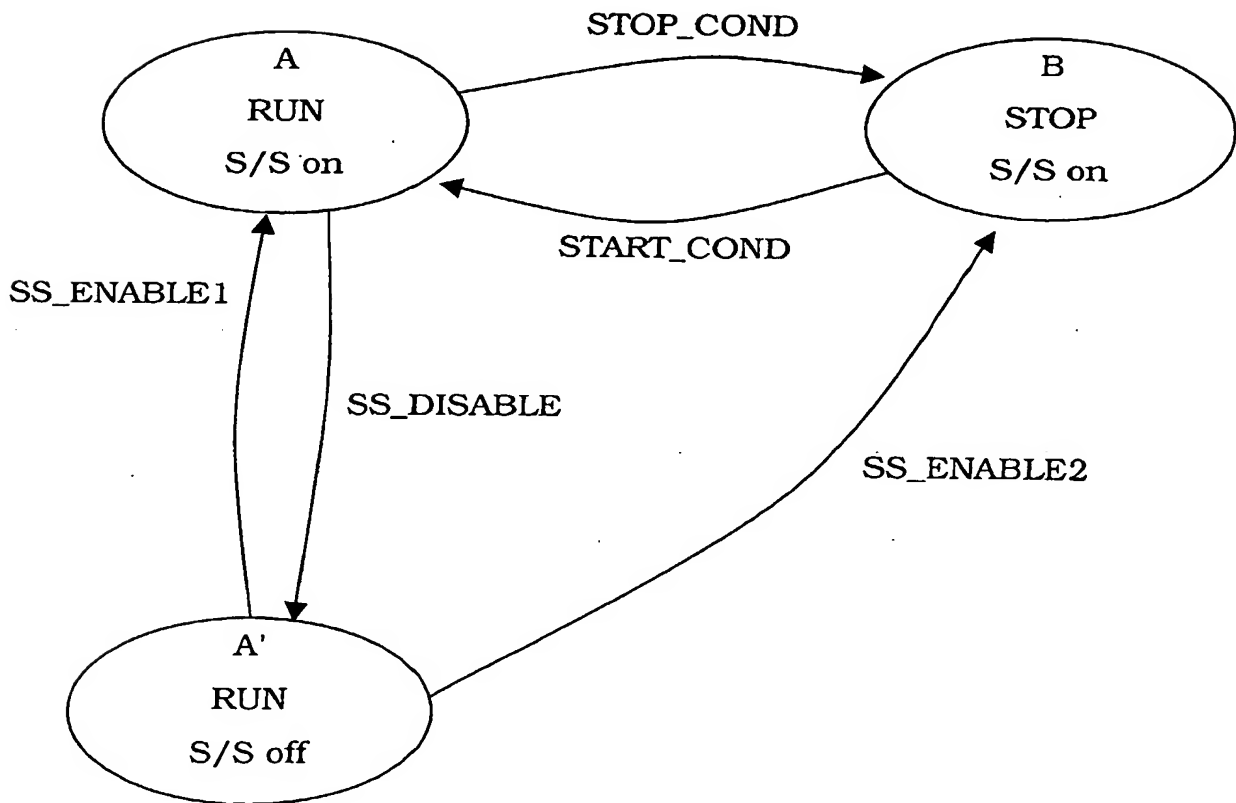 STOP_COND
A
RUN
S/S on
B
STOP
S/S on
START_COND
SS_ENABLE1
SS_DISABLE
SS_ENABLE2
A'
RUN
S/S off